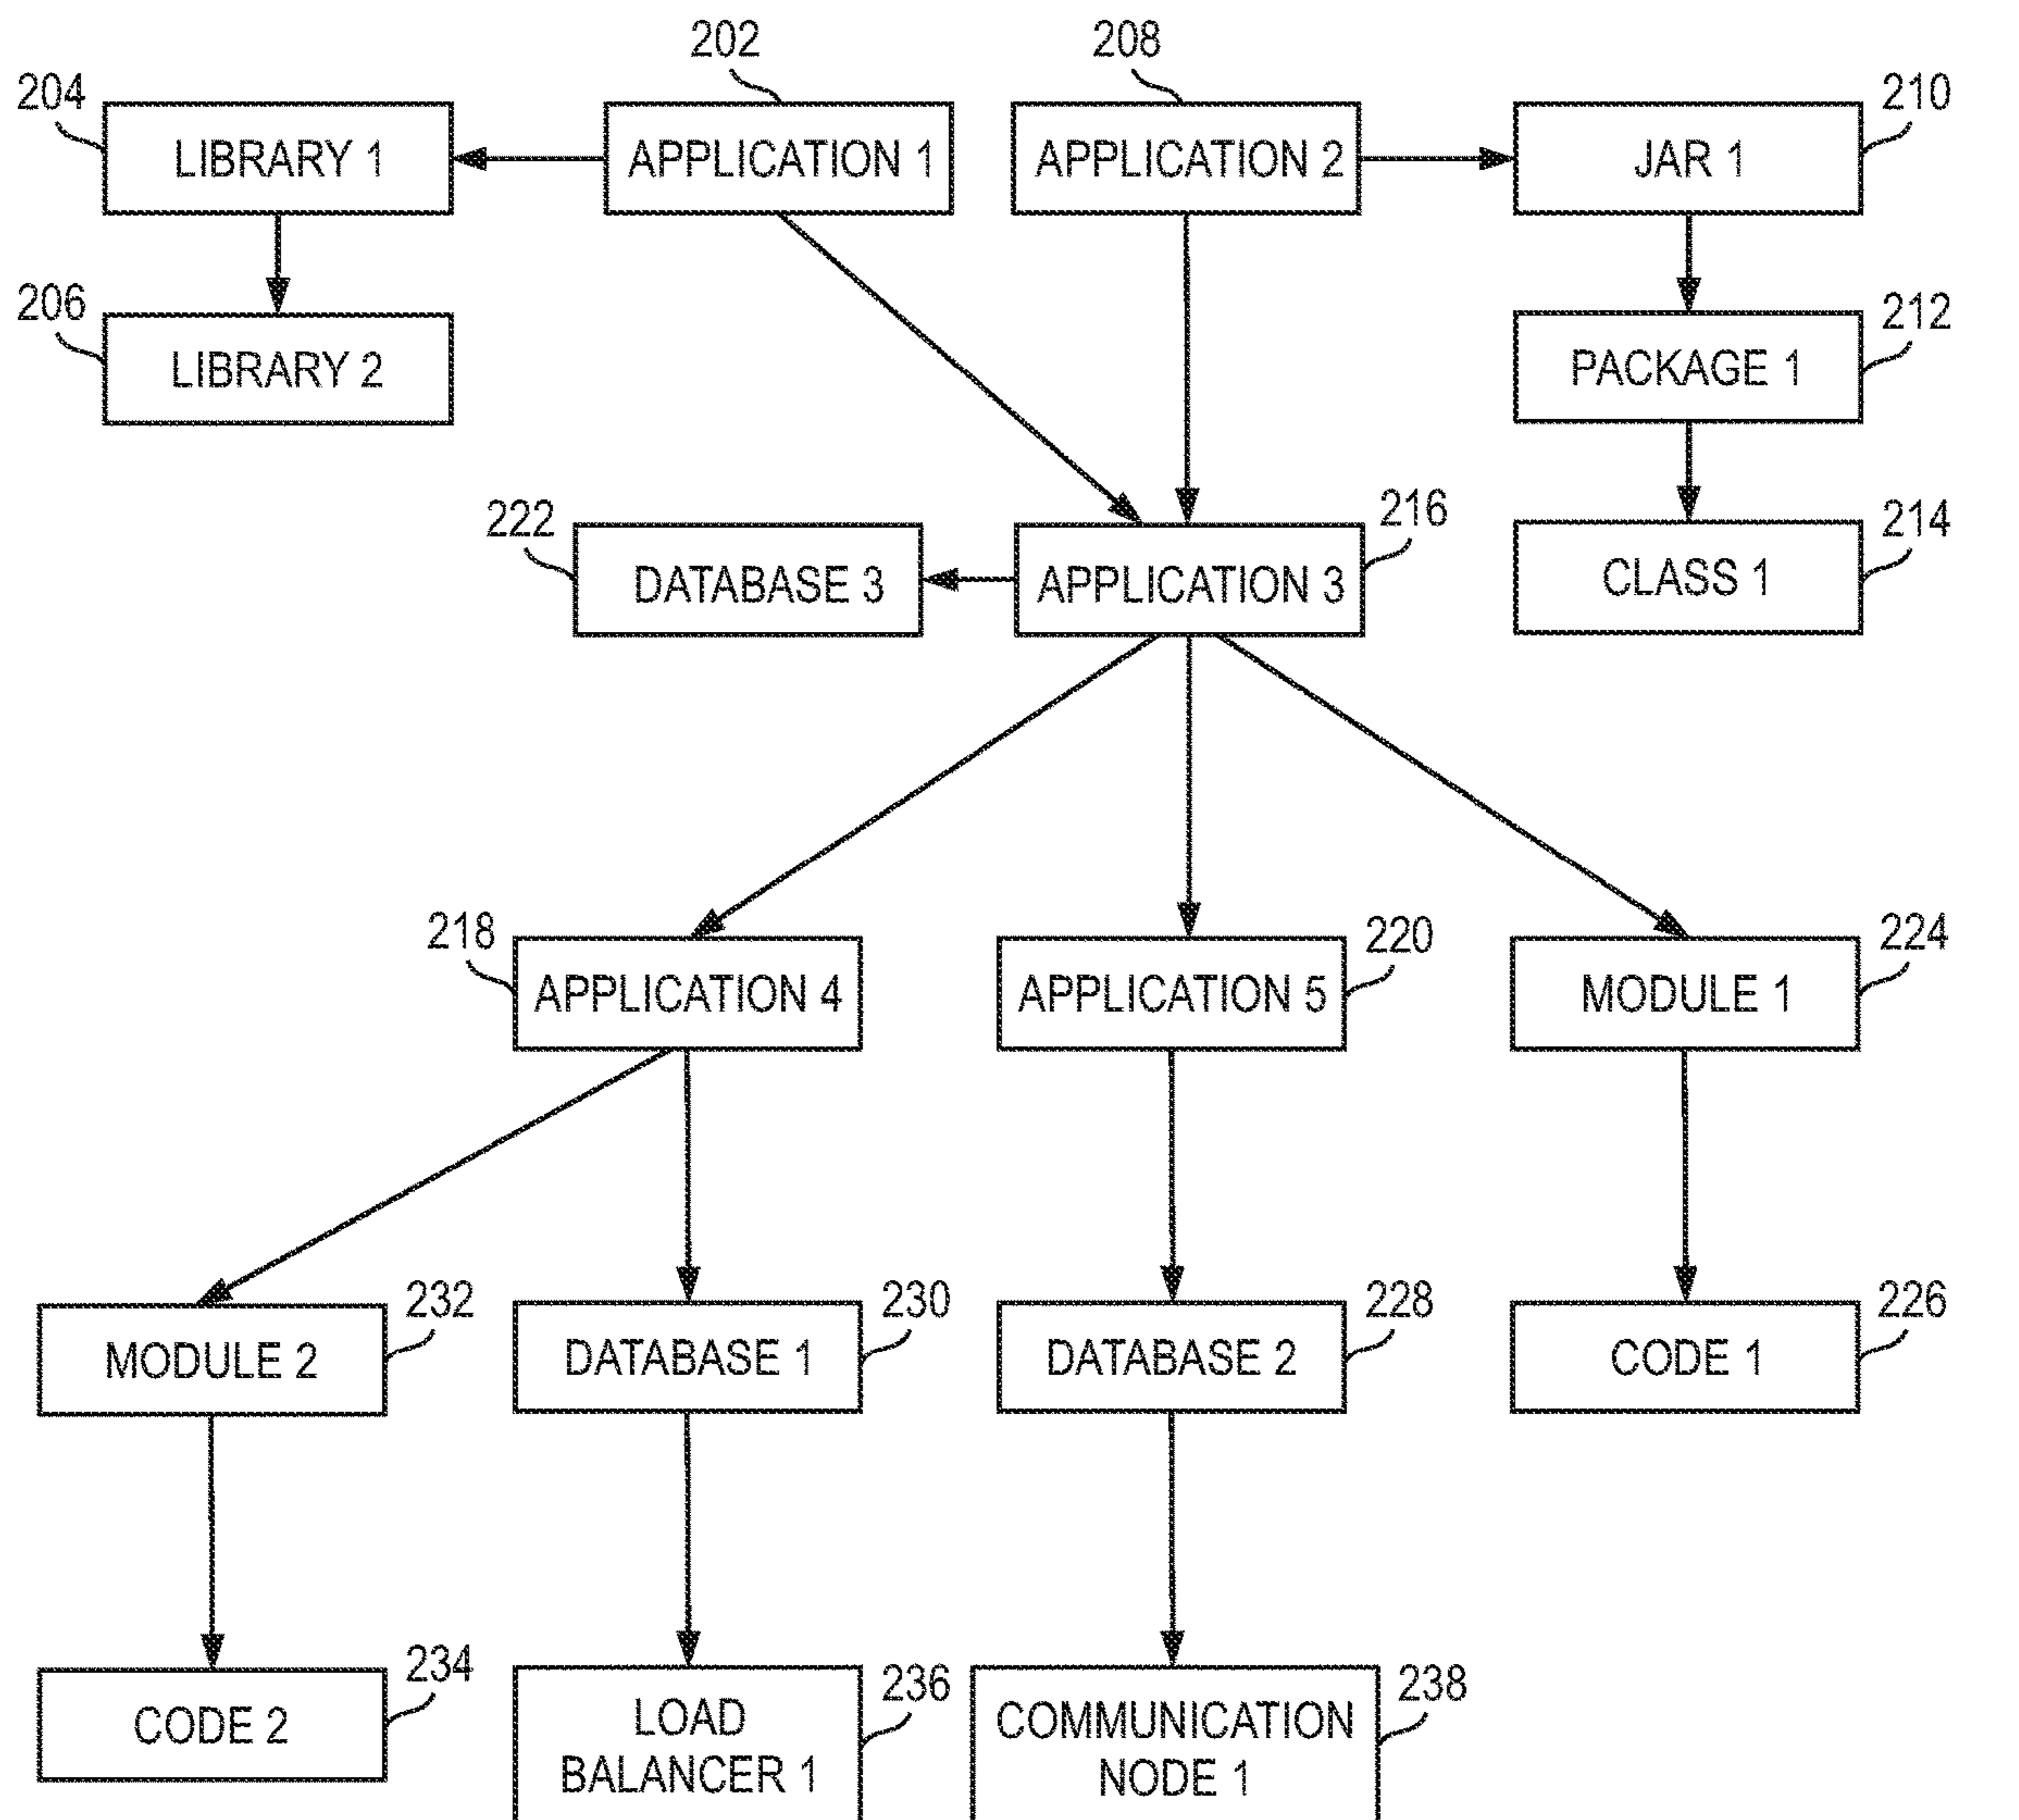 202
208
204
LIBRARY 1
APPLICATION 1
APPLICATION 2
JAR 1
210
206
LIBRARY 2
PACKAGE 1
212
222
DATABASE 3
APPLICATION 3
216
CLASS 1
214
218
APPLICATION 4
APPLICATION 5
220
MODULE 1
224
MODULE 2
232
DATABASE 1
230
DATABASE 2
228
CODE 1
226
CODE 2
234
LOAD
BALANCER 1
236
COMMUNICATION
NODE 1
238